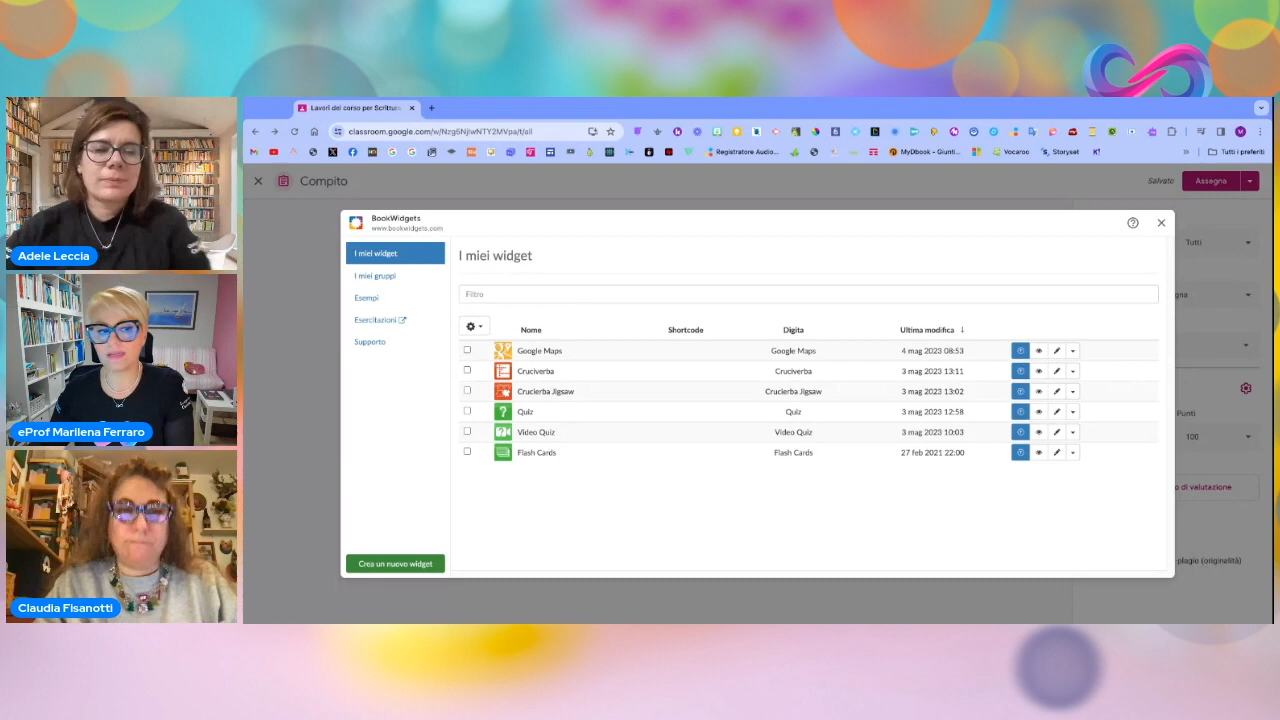 Adele Leccia
eProf Marilena Ferraro
Claudia Fisanotti
Lavori del corso per Scrittura
classroom.google.com/w/Nzg5NjIwNTY2MVpa/t/all
Registratore Audio...
MyDbook - Giunti...
Vocaroo
Storyset
Tutti i preferiti
Compito
Salvato
Assegna
BookWidgets
www.bookwidgets.com
I miei widget
I miei gruppi
Esempi
Esercitazioni
Supporto
Crea un nuovo widget
I miei widget
Filtro
Nome Shortcode Digita Ultima modifica ↓
Google Maps Google Maps 4 mag 2023 08:53
Cruciverba Cruciverba 3 mag 2023 13:11
Crucierba Jigsaw Crucierba Jigsaw 3 mag 2023 13:02
Quiz Quiz 3 mag 2023 12:58
Video Quiz Video Quiz 3 mag 2023 10:03
Flash Cards Flash Cards 27 feb 2021 22:00
Tutti
Punti
100
o di valutazione
plagio (originalità)